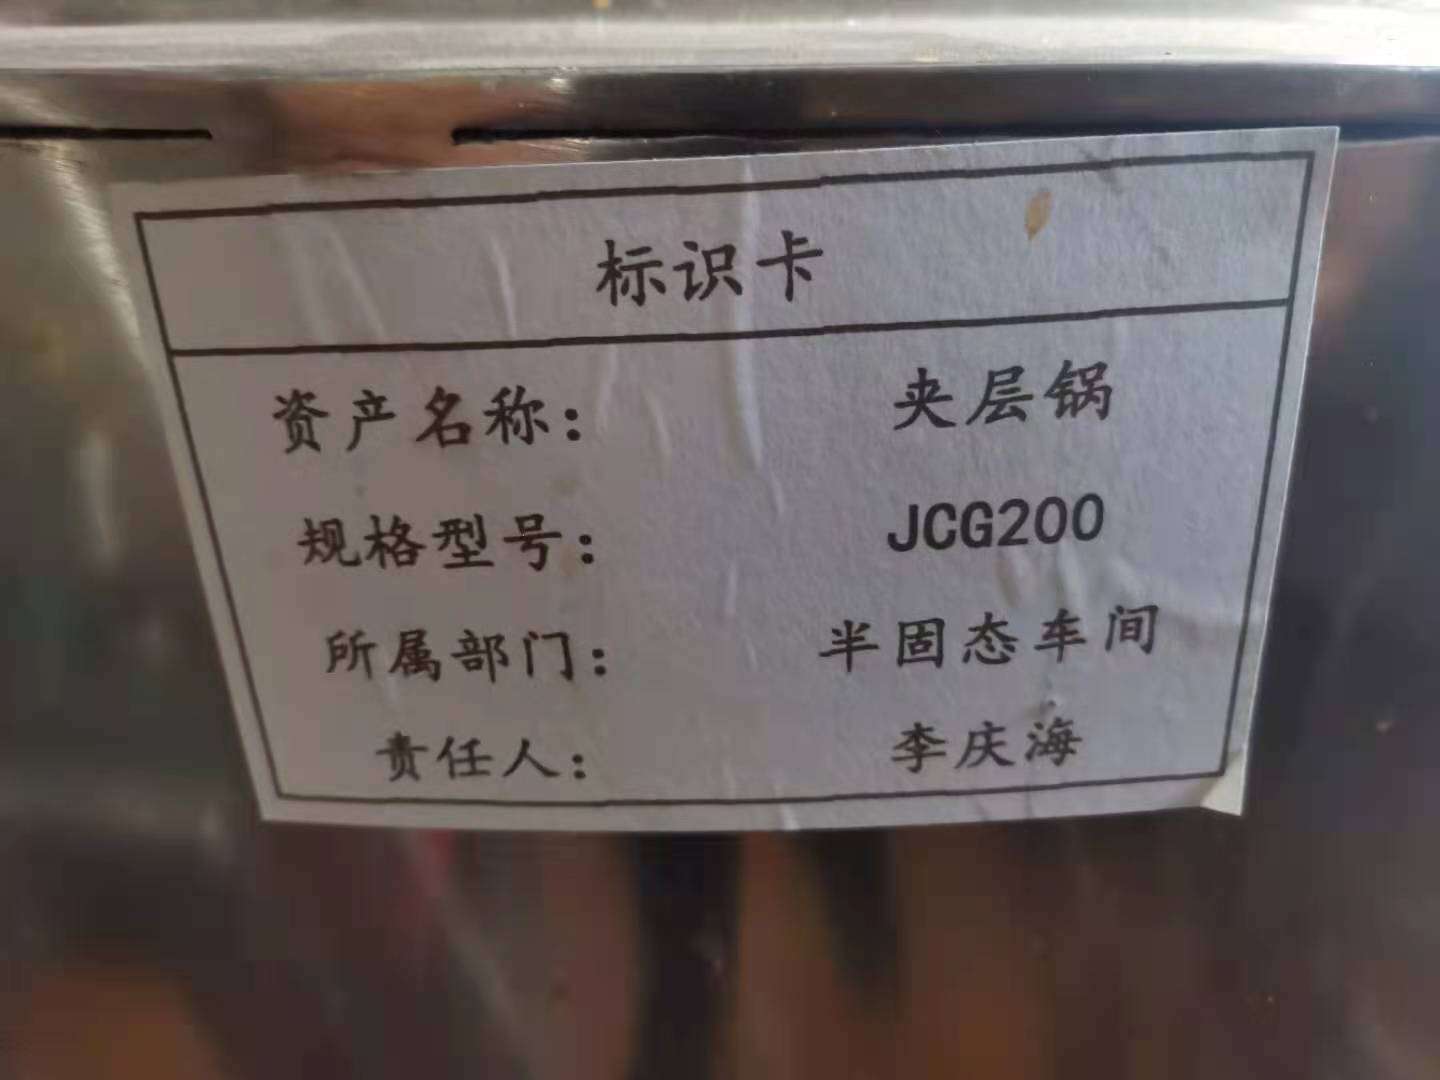 标识卡
资产名称： 夹层锅
规格型号： JCG200
所属部门： 半固态车间
责任人： 李庆海